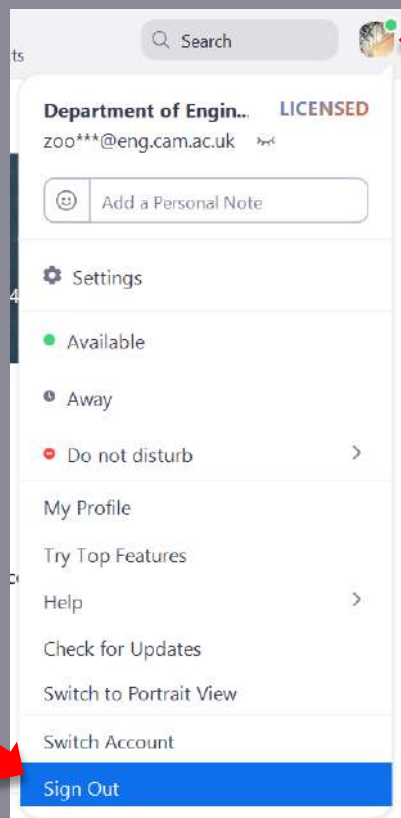 ts
Search
Department of Engin... LICENSED
zoo***@eng.cam.ac.uk
Add a Personal Note
Settings
4
Available
Away
Do not disturb
My Profile
Try Top Features
Help
Check for Updates
Switch to Portrait View
Switch Account
Sign Out